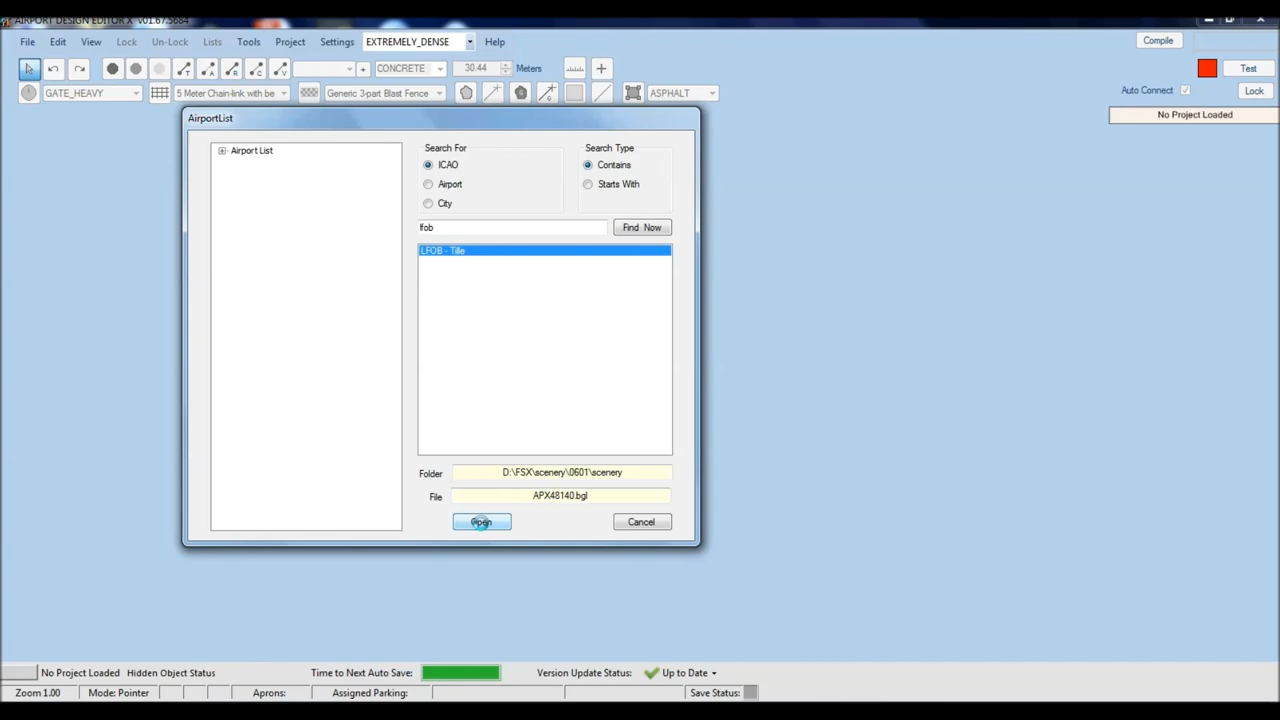 AIRPORT DESIGN EDITOR X v01.67.5684
File Edit View Lock Un-Lock Lists Tools Project Settings EXTREMELY_DENSE Help Compile
CONCRETE 30.44 Meters Test
GATE_HEAVY 5 Meter Chain-link with be Generic 3-part Blast Fence ASPHALT Auto Connect Lock
No Project Loaded
AirportList
Airport List
Search For
ICAO
Airport
City
Search Type
Contains
Starts With
lfob Find Now
LFOB - Tille
Folder D:\FSX\scenery\0601\scenery
File APX48140.bgl
Open Cancel
No Project Loaded Hidden Object Status Time to Next Auto Save: Version Update Status: Up to Date
Zoom 1.00 Mode: Pointer Aprons: Assigned Parking: Save Status: